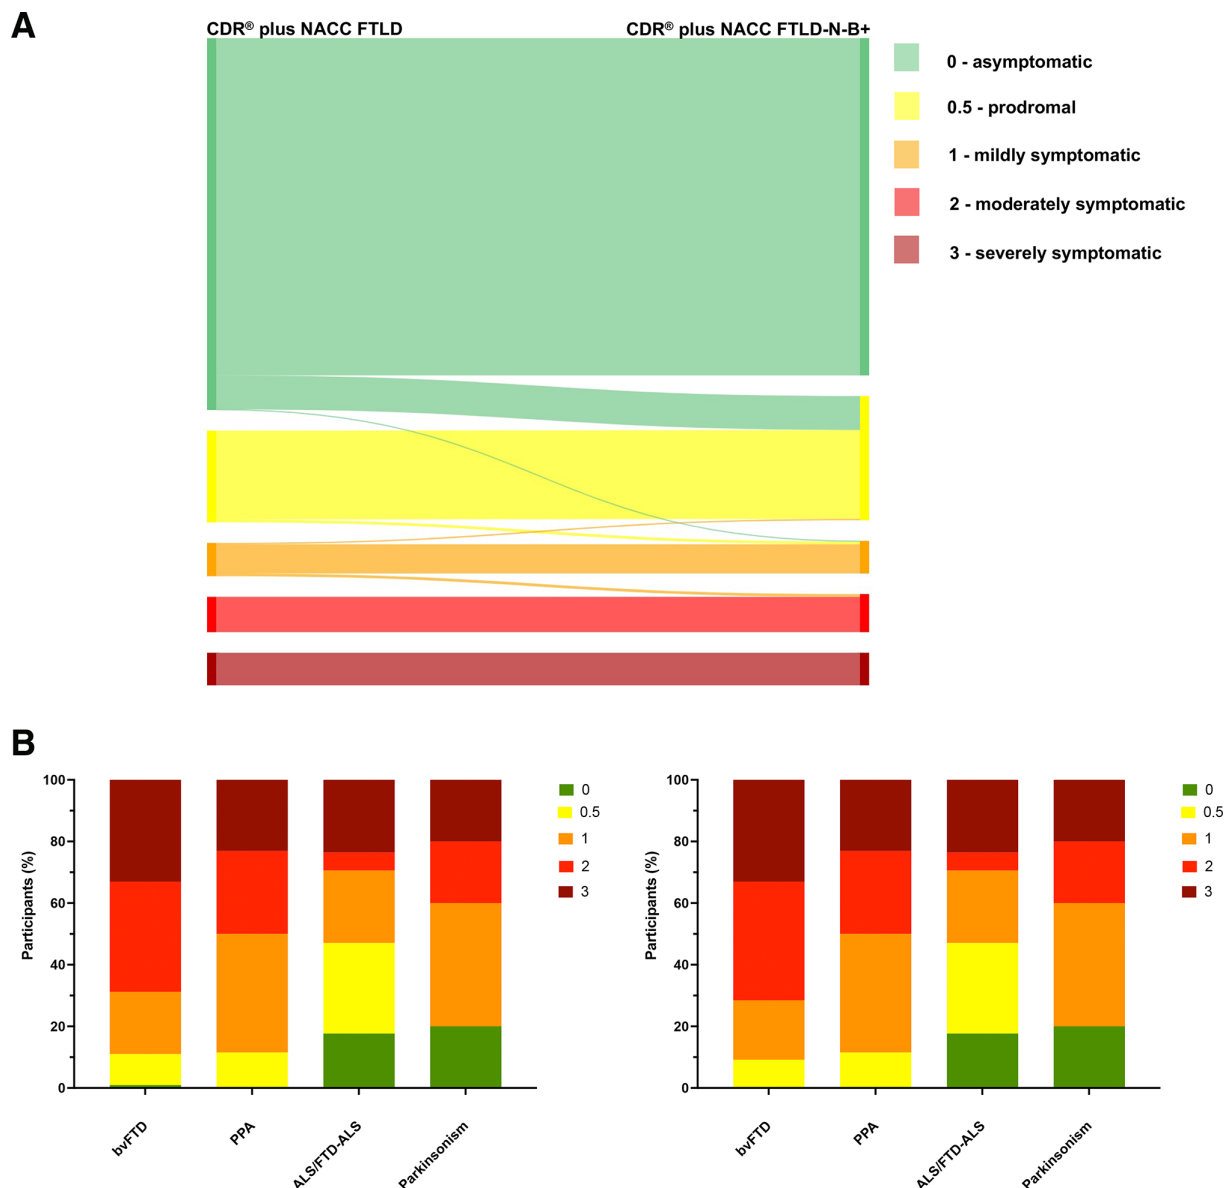 A
CDR® plus NACC FTLD
CDR® plus NACC FTLD-N-B+
0 - asymptomatic
0.5 - prodromal
1 - mildly symptomatic
2 - moderately symptomatic
3 - severely symptomatic
B
Participants (%)
100
80
60
40
20
0
bvFTD
PPA
ALS/FTD-ALS
Parkinsonism
0
0.5
1
2
3
Participants (%)
100
80
60
40
20
0
bvFTD
PPA
ALS/FTD-ALS
Parkinsonism
0
0.5
1
2
3